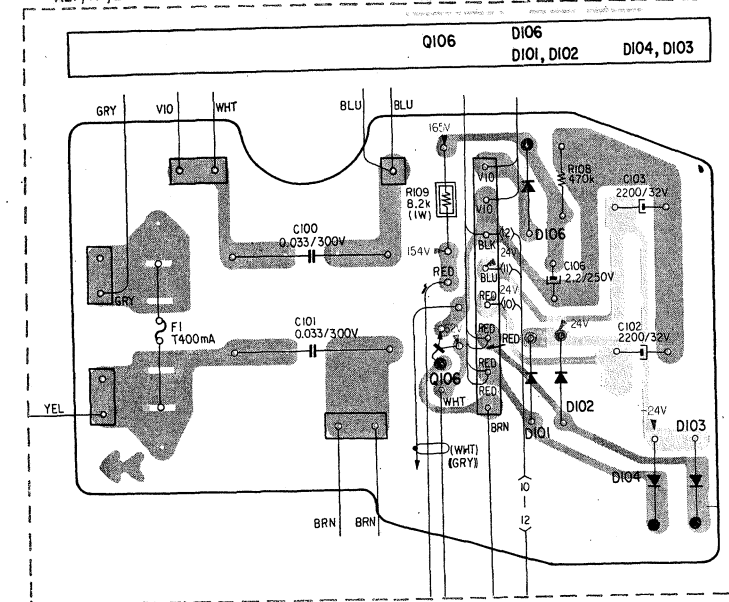 Q106
D106
D101, D102
D104, D103
GRY
VIO
WHT
BLU
BLU
165V
VIO
R108
470k
C103
2200/32V
R109
8.2k
(1W)
VIO
C100
0.033/300V
BLK
(12)
D106
154V
24V
(11)
BLU
C106
2.2/250V
RED
24V
GRY
RED
(10)
F1
T400mA
C101
0.033/300V
RED
24V
C102
2200/32V
RED
RED
Q106
RED
YEL
WHT
D102
-24V
D103
BRN
D101
(WHT)
(GRY)
D104
10
12
BRN
BRN